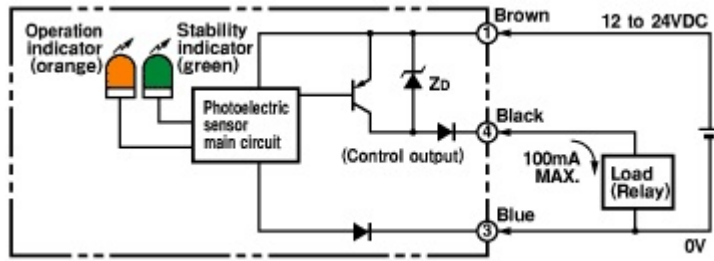 Operation
indicator
(orange)
Stability
indicator
(green)
Brown
1
12 to 24VDC
ZD
Photoelectric
sensor
main circuit
Black
4
(Control output)
100mA
MAX.
Load
(Relay)
Blue
3
0V